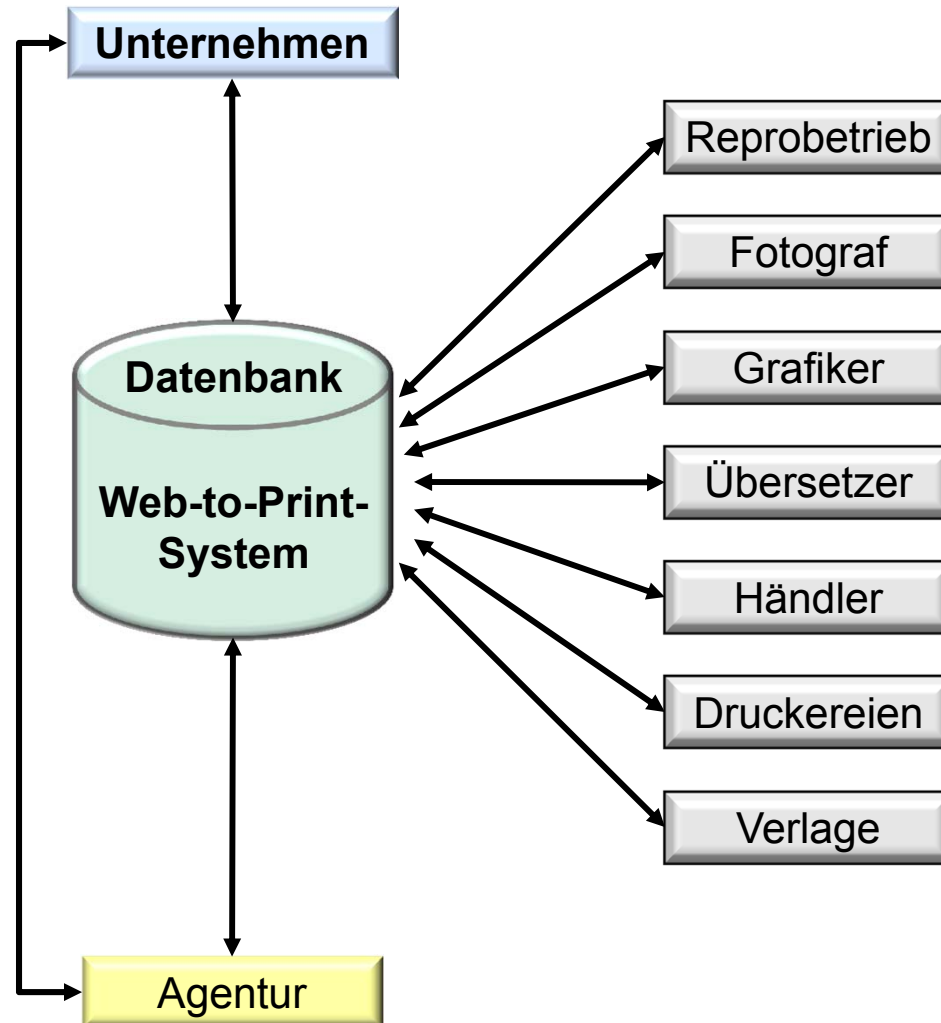 Unternehmen
Reprobetrieb
Fotograf
Grafiker
Übersetzer
Händler
Druckereien
Verlage
Datenbank
Web-to-Print-
System
Agentur